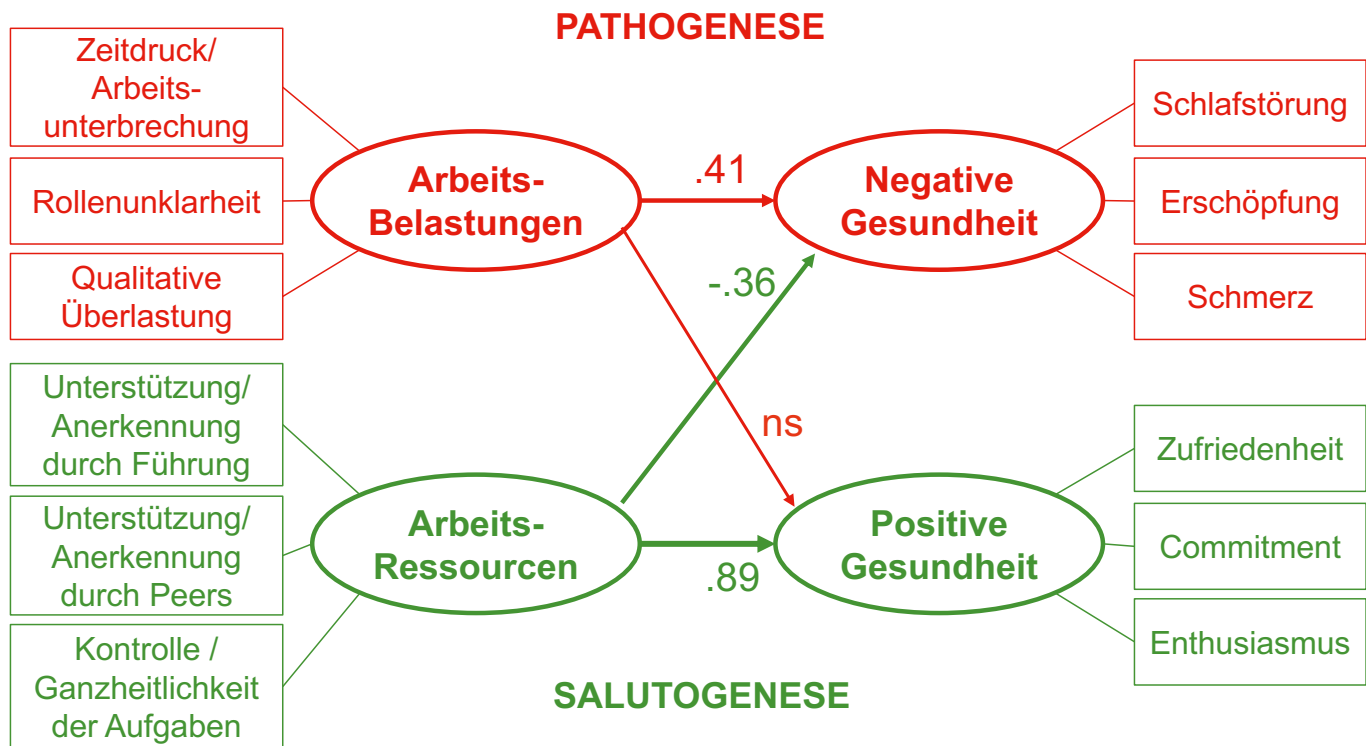 PATHOGENESE
Zeitdruck/
Arbeits-
unterbrechung
Rollenunklarheit
Qualitative
Überlastung
Arbeits-
Belastungen
.41
Negative
Gesundheit
Schlafstörung
Erschöpfung
Schmerz
-.36
ns
Unterstützung/
Anerkennung
durch Führung
Unterstützung/
Anerkennung
durch Peers
Kontrolle /
Ganzheitlichkeit
der Aufgaben
Arbeits-
Ressourcen
.89
Positive
Gesundheit
Zufriedenheit
Commitment
Enthusiasmus
SALUTOGENESE